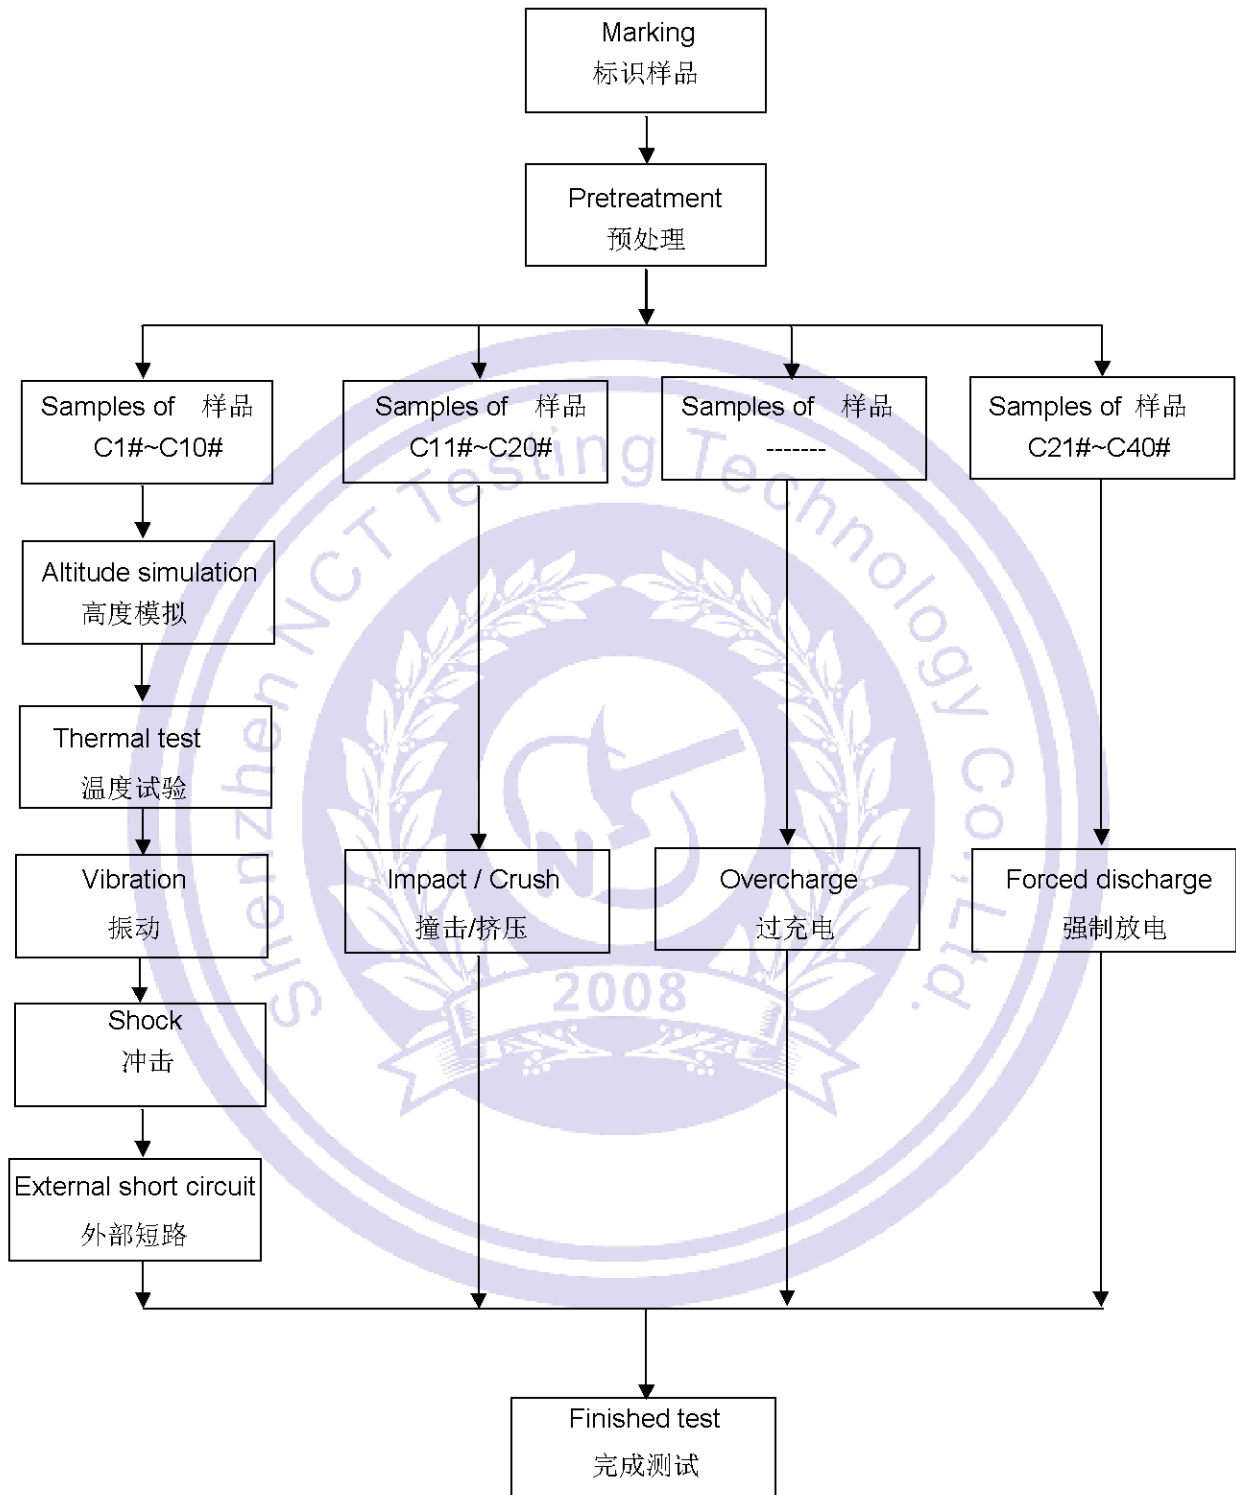 Marking
标识样品
Pretreatment
预处理
Samples of 样品
C1#~C10#
Samples of 样品
C11#~C20#
Samples of 样品
-------
Samples of 样品
C21#~C40#
Altitude simulation
高度模拟
Thermal test
温度试验
Vibration
振动
Impact / Crush
撞击/挤压
Overcharge
过充电
Forced discharge
强制放电
Shock
冲击
External short circuit
外部短路
Finished test
完成测试
Shenzhen NCT Testing Technology Co., Ltd.
2008